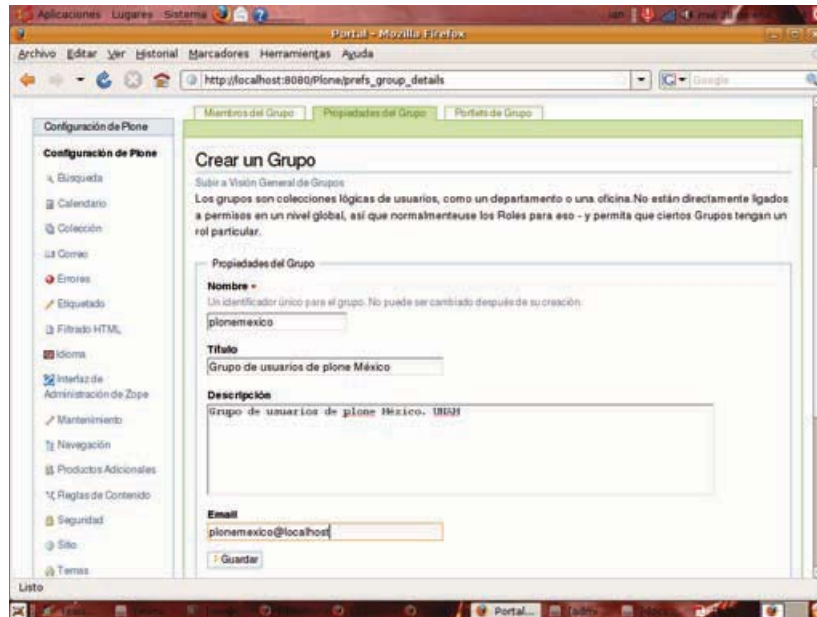 Aplicaciones Lugares Sistema
Portal - Mozilla Firefox
Archivo Editar Ver Historial Marcadores Herramientas Ayuda
http://localhost:8080/Plone/prefs_group_details
Google
Miembros del Grupo Propiedades del Grupo Portlets de Grupo
Configuración de Plone
Configuración de Plone
Búsqueda
Calendario
Colección
Correo
Errores
Etiquetado
Filtrado HTML
Idioma
Interfaz de
Administración de Zope
Mantenimiento
Navegación
Productos Adicionales
Reglas de Contenido
Seguridad
Sitio
Temas
Crear un Grupo
Subir a Visión General de Grupos
Los grupos son colecciones lógicas de usuarios, como un departamento o una oficina.No están directamente ligados
a permisos en un nivel global, así que normalmenteuse los Roles para eso - y permita que ciertos Grupos tengan un
rol particular.
Propiedades del Grupo
Nombre
Un identificador único para el grupo. No puede ser cambiado después de su creación.
plonemexico
Título
Grupo de usuarios de plone México
Descripción
Grupo de usuarios de plone México. UNAM
Email
plonemexico@localhost
Guardar
Listo
Portal...